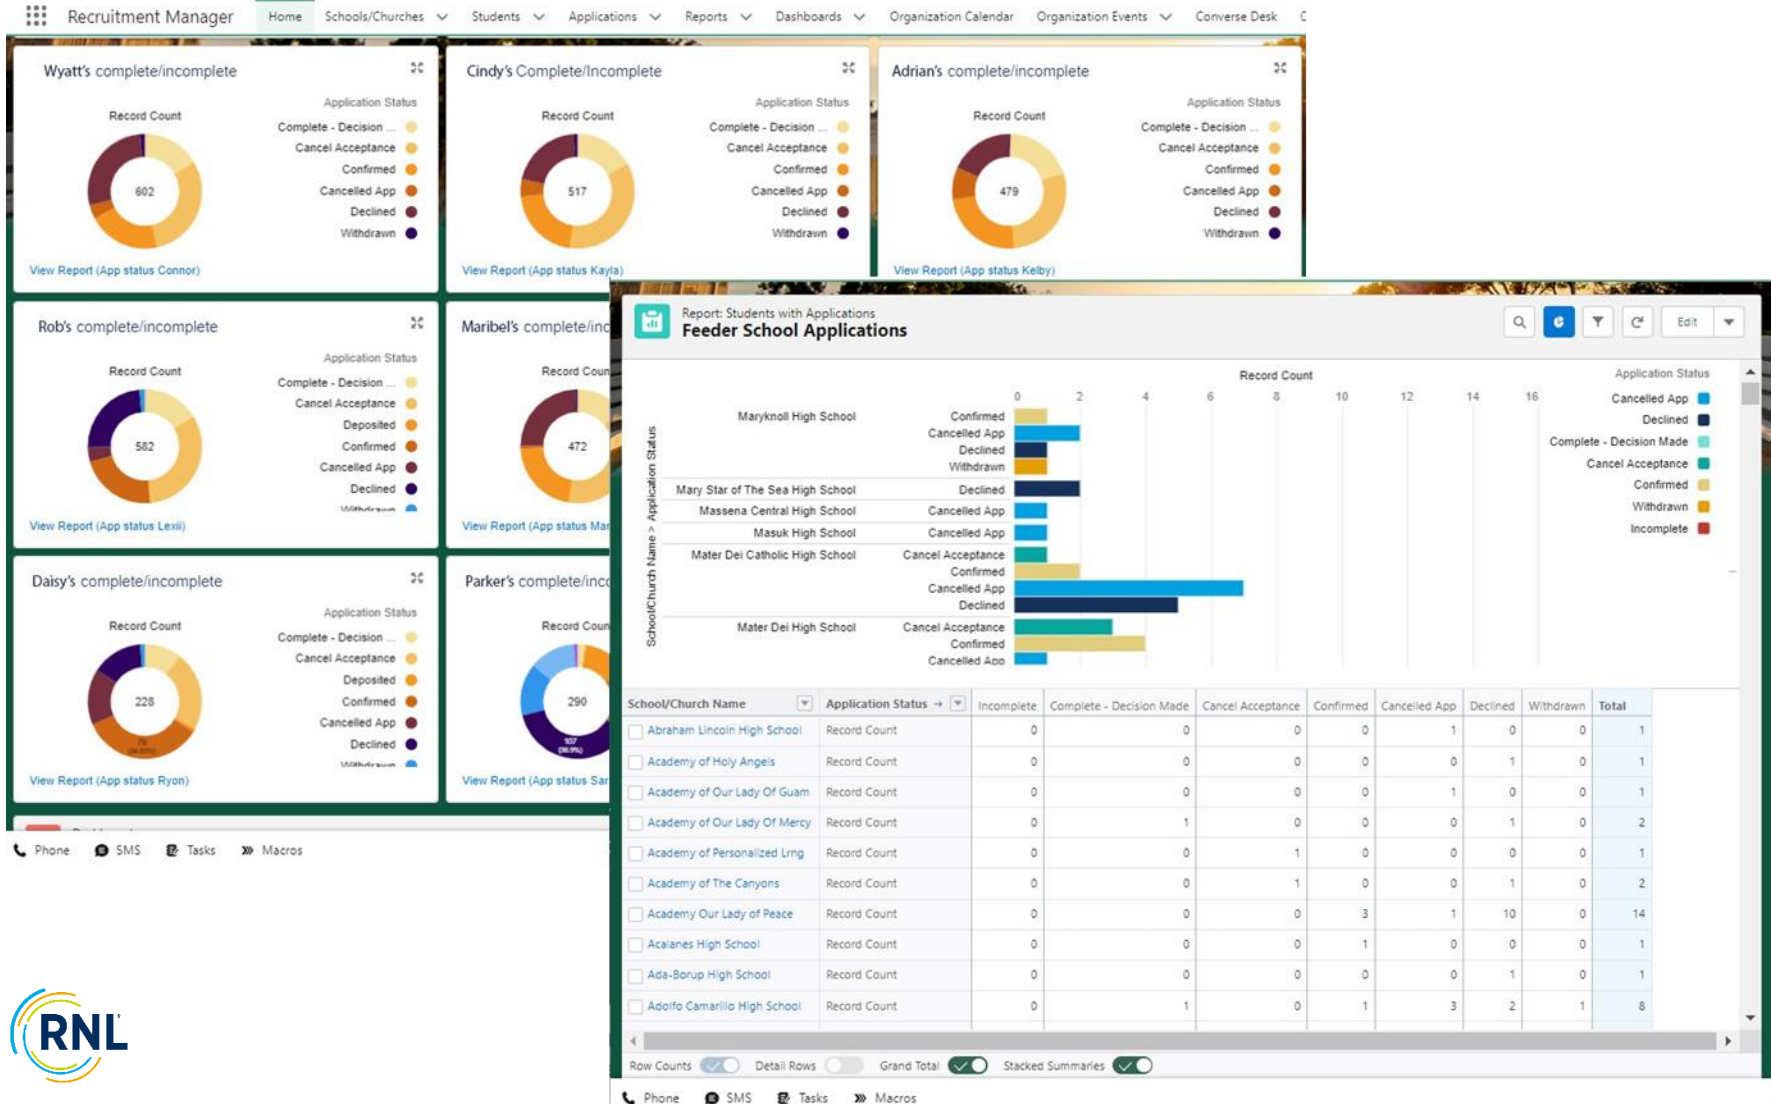 Recruitment Manager Home Schools/Churches Students Applications Reports Dashboards Organization Calendar Organization Events Converse Desk
Wyatt's complete/incomplete
Application Status
Record Count
Complete - Decision ...
Cancel Acceptance
Confirmed
602
Cancelled App
Declined
Withdrawn
View Report (App status Connor)
Cindy's Complete/Incomplete
Application Status
Record Count
Complete - Decision ...
Cancel Acceptance
Confirmed
517
Cancelled App
Declined
Withdrawn
View Report (App status Kayla)
Adrian's complete/incomplete
Application Status
Record Count
Complete - Decision ...
Cancel Acceptance
Confirmed
479
Cancelled App
Declined
Withdrawn
View Report (App status Kelby)
Rob's complete/incomplete
Application Status
Record Count
Complete - Decision ...
Cancel Acceptance
Deposited
582
Confirmed
Cancelled App
Declined
Withdrawn
View Report (App status Lexii)
Maribel's complete/inc
Record Coun
472
View Report (App status Mar
Daisy's complete/incomplete
Application Status
Record Count
Complete - Decision ...
Cancel Acceptance
Deposited
228
Confirmed
Cancelled App
Declined
Withdrawn
View Report (App status Ryon)
Parker's complete/inc
Record Coun
290
107
View Report (App status Sar
Phone SMS Tasks Macros
RNL
Report: Students with Applications
Feeder School Applications
Edit
Record Count
0 2 4 6 8 10 12 14 16
School/Church Name > Application Status
Maryknoll High School Confirmed
Cancelled App
Declined
Withdrawn
Mary Star of The Sea High School Declined
Massena Central High School Cancelled App
Masuk High School Cancelled App
Mater Dei Catholic High School Cancel Acceptance
Confirmed
Cancelled App
Declined
Mater Dei High School Cancel Acceptance
Confirmed
Cancelled App
Application Status
Cancelled App
Declined
Complete - Decision Made
Cancel Acceptance
Confirmed
Withdrawn
Incomplete
School/Church Name Application Status → Incomplete Complete - Decision Made Cancel Acceptance Confirmed Cancelled App Declined Withdrawn Total
Abraham Lincoln High School Record Count 0 0 0 0 1 0 0 1
Academy of Holy Angels Record Count 0 0 0 0 0 1 0 1
Academy of Our Lady Of Guam Record Count 0 0 0 0 1 0 0 1
Academy of Our Lady Of Mercy Record Count 0 1 0 0 0 1 0 2
Academy of Personalized Lrng Record Count 0 0 1 0 0 0 0 1
Academy of The Canyons Record Count 0 0 1 0 0 1 0 2
Academy Our Lady of Peace Record Count 0 0 0 3 1 10 0 14
Acalanes High School Record Count 0 0 0 1 0 0 0 1
Ada-Borup High School Record Count 0 0 0 0 0 1 0 1
Adolfo Camarillo High School Record Count 0 1 0 1 3 2 1 8
Row Counts Detail Rows Grand Total Stacked Summaries
Phone SMS Tasks Macros